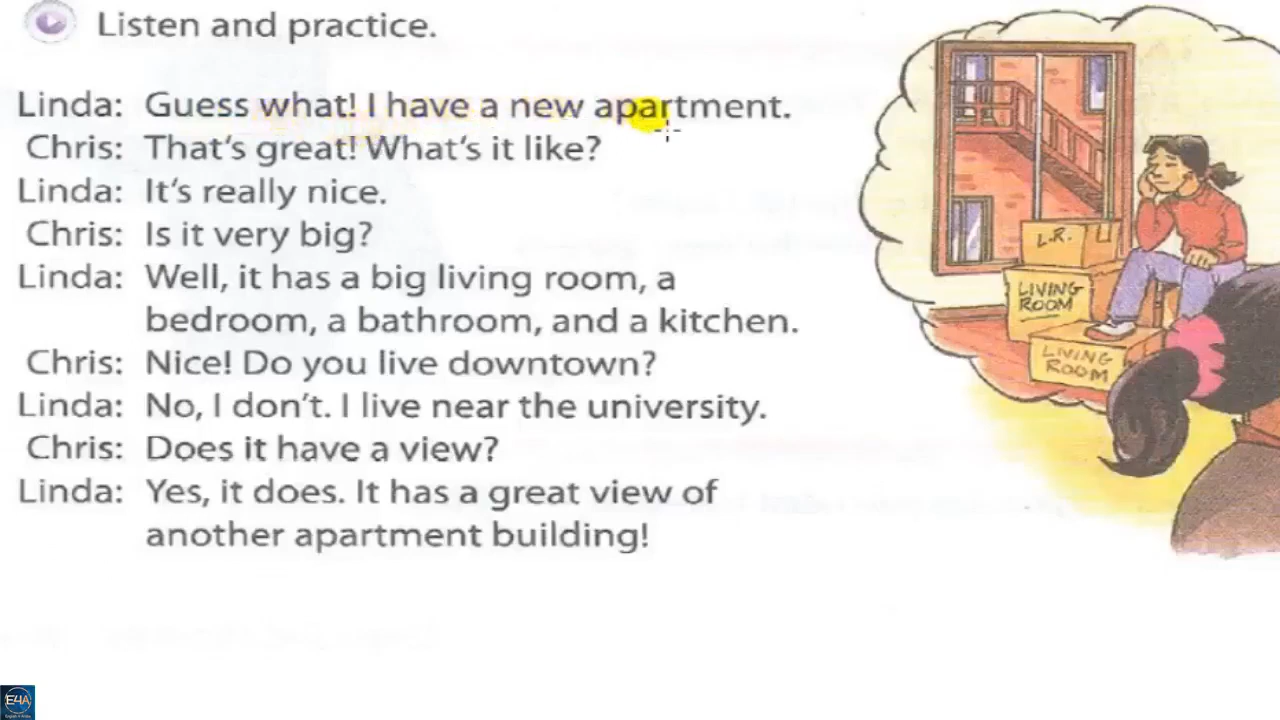 Listen and practice.
Linda: Guess what! I have a new apartment.
Chris: That's great! What's it like?
Linda: It's really nice.
Chris: Is it very big?
Linda: Well, it has a big living room, a
bedroom, a bathroom, and a kitchen.
Chris: Nice! Do you live downtown?
Linda: No, I don't. I live near the university.
Chris: Does it have a view?
Linda: Yes, it does. It has a great view of
another apartment building!
L.R.
LIVING
ROOM
LIVING
ROOM
E4A